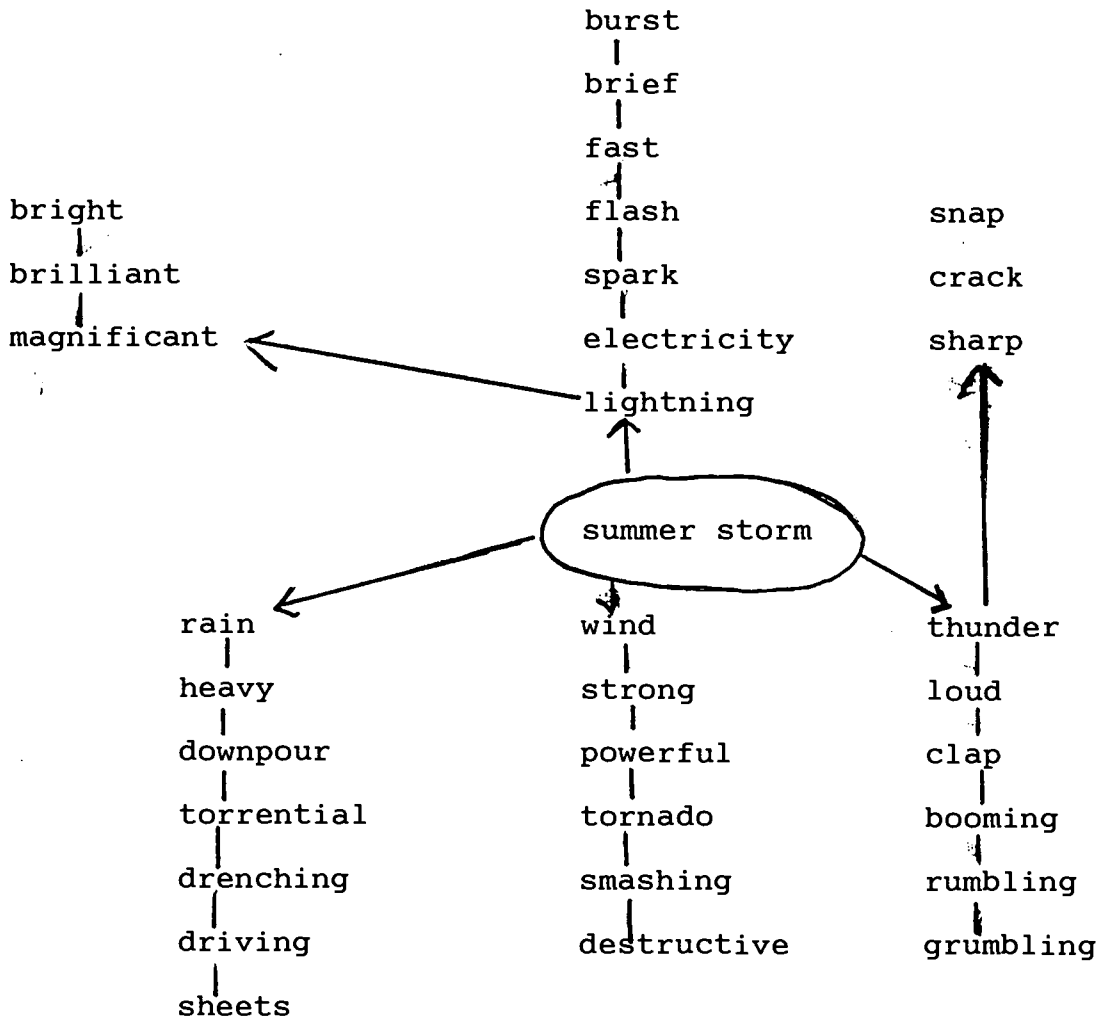 burst
brief
fast
bright flash snap
brilliant spark crack
magnificant electricity sharp
lightning
summer storm
rain wind thunder
heavy strong loud
downpour powerful clap
torrential tornado booming
drenching smashing rumbling
driving destructive grumbling
sheets